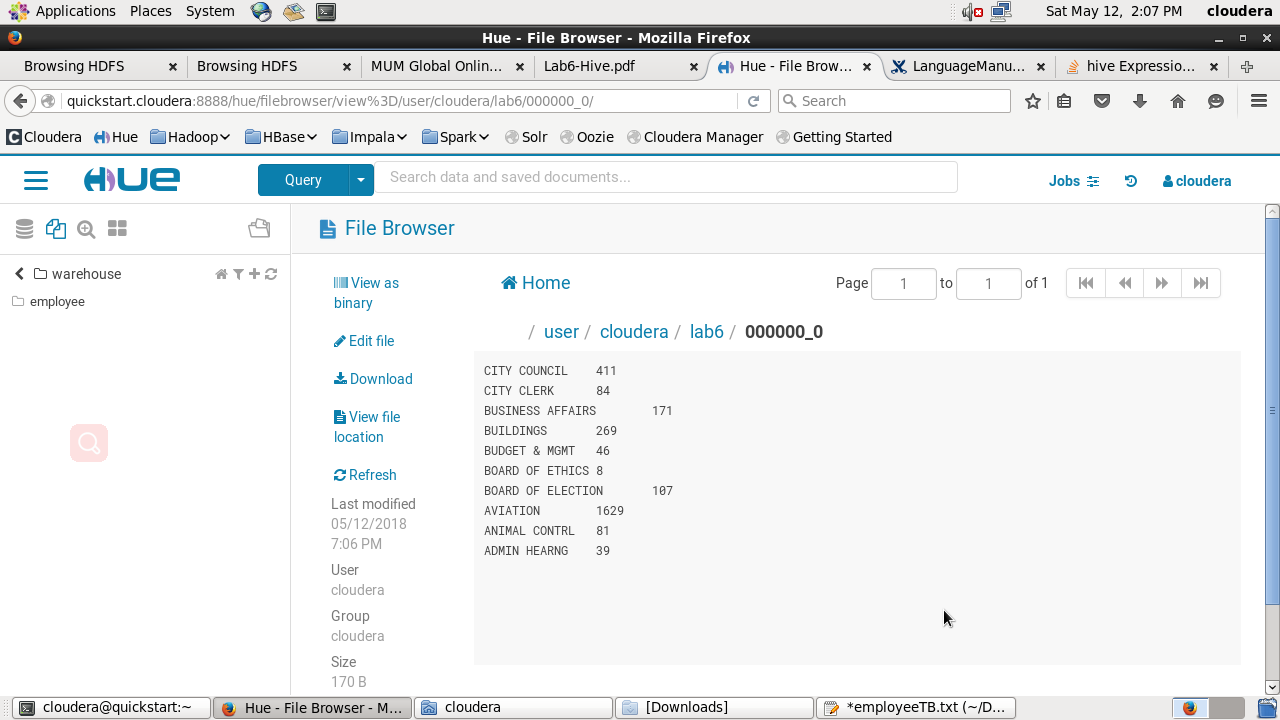 Applications Places System Sat May 12, 2:07 PM cloudera
Hue - File Browser - Mozilla Firefox
Browsing HDFS Browsing HDFS MUM Global Onlin... Lab6-Hive.pdf Hue - File Brow... LanguageManu... hive Expressio...
quickstart.cloudera:8888/hue/filebrowser/view%3D/user/cloudera/lab6/000000_0/ Search
Cloudera Hue Hadoop HBase Impala Spark Solr Oozie Cloudera Manager Getting Started
HUE Query Search data and saved documents... Jobs cloudera
File Browser
warehouse
employee
View as
binary
Edit file
Download
View file
location
Refresh
Last modified
05/12/2018
7:06 PM
User
cloudera
Group
cloudera
Size
170 B
Home Page 1 to 1 of 1
/ user / cloudera / lab6 / 000000_0
CITY COUNCIL 411
CITY CLERK 84
BUSINESS AFFAIRS 171
BUILDINGS 269
BUDGET & MGMT 46
BOARD OF ETHICS 8
BOARD OF ELECTION 107
AVIATION 1629
ANIMAL CONTRL 81
ADMIN HEARNG 39
cloudera@quickstart:~ Hue - File Browser - M... cloudera [Downloads] *employeeTB.txt (~/D...